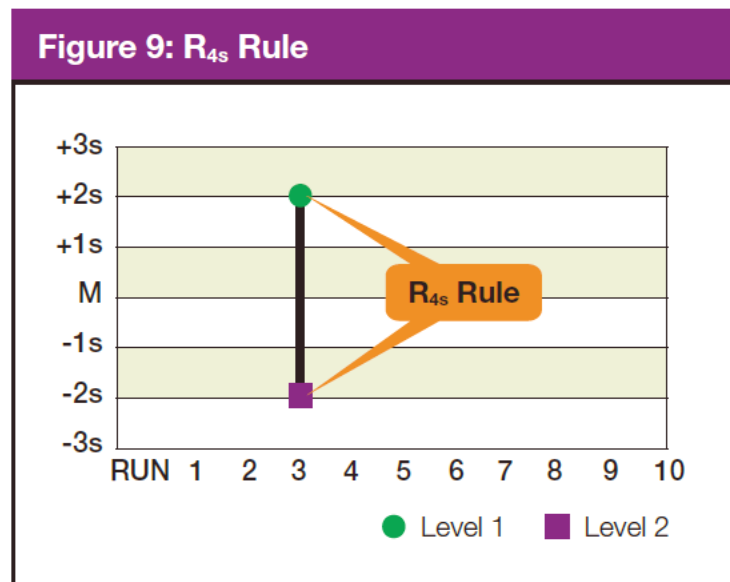 Figure 9: R4s Rule
+3s
+2s
+1s
M
-1s
-2s
-3s
R4s Rule
RUN 1 2 3 4 5 6 7 8 9 10
Level 1 Level 2